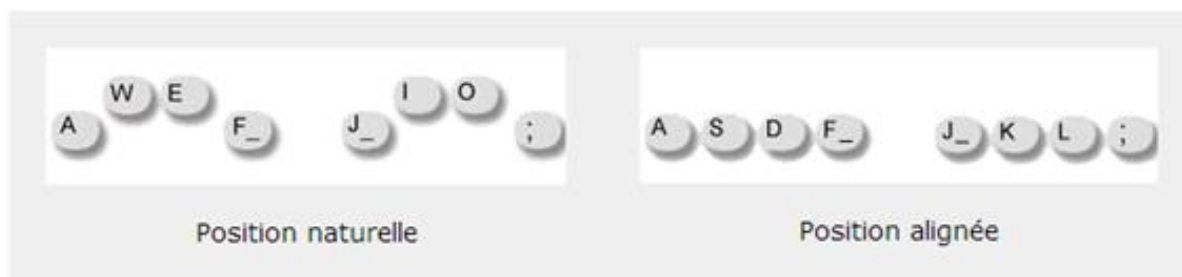 W E I O
A F_ J_ ;
A S D F_ J_ K L ;
Position naturelle
Position alignée